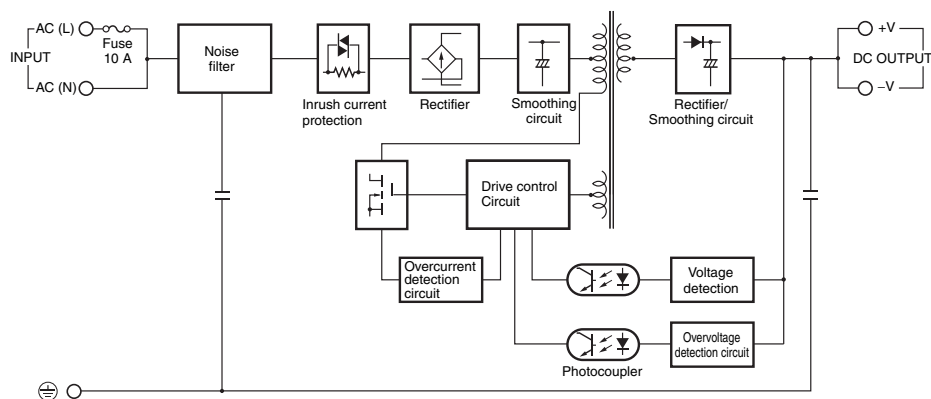 AC (L)
INPUT
AC (N)
Fuse
10 A
Noise
filter
Inrush current
protection
Rectifier
Smoothing
circuit
Rectifier/
Smoothing circuit
+V
DC OUTPUT
−V
Drive control
Circuit
Overcurrent
detection
circuit
Voltage
detection
Overvoltage
detection circuit
Photocoupler